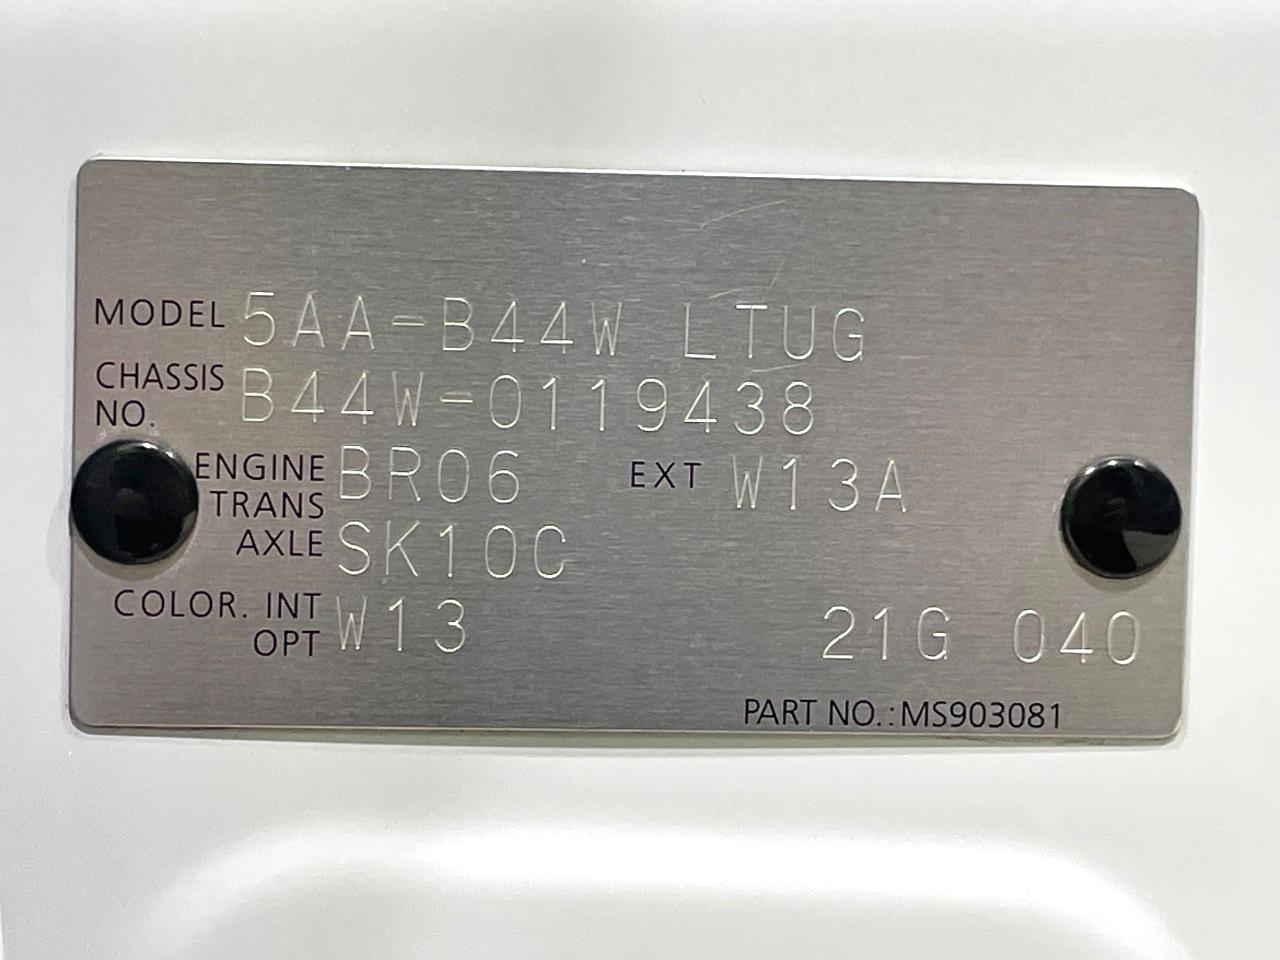 MODEL 5AA-B44W LTUG
CHASSIS NO. B44W-0119438
ENGINE BR06 EXT W13A
TRANS AXLE SK10C
COLOR. INT OPT W13 21G 040
PART NO.:MS903081